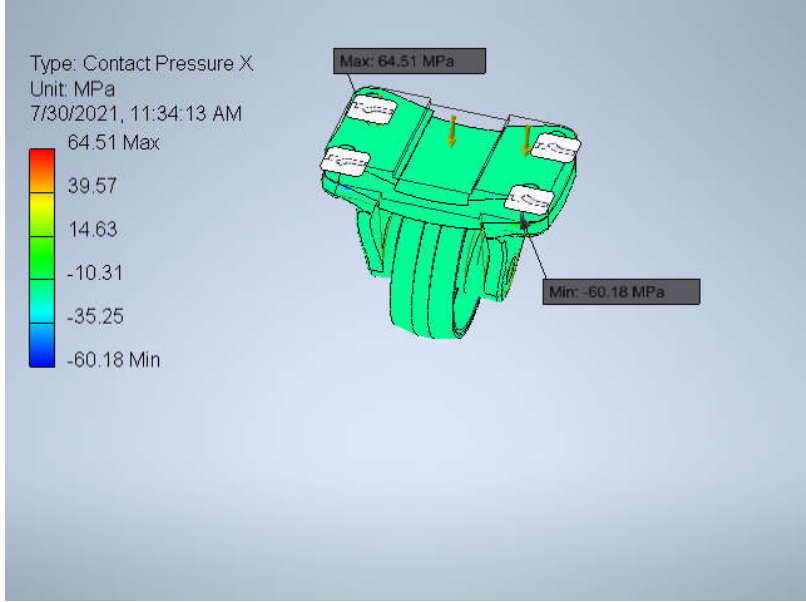 Type: Contact Pressure X
Unit: MPa
7/30/2021, 11:34:13 AM
64.51 Max
39.57
14.63
-10.31
-35.25
-60.18 Min
Max: 64.51 MPa
Min: -60.18 MPa